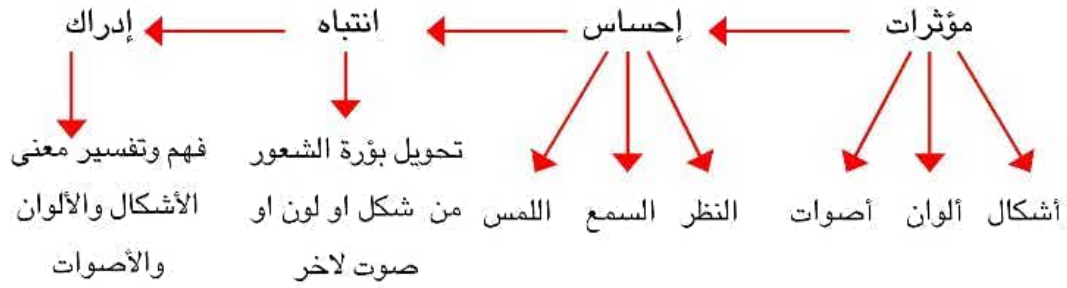 مؤثرات إحساس انتباه إدراك
أشكال ألوان أصوات
النظر السمع اللمس
تحويل بؤرة الشعور
من شكل او لون او
صوت لاخر
فهم وتفسير معنى
الأشكال والألوان
والأصوات